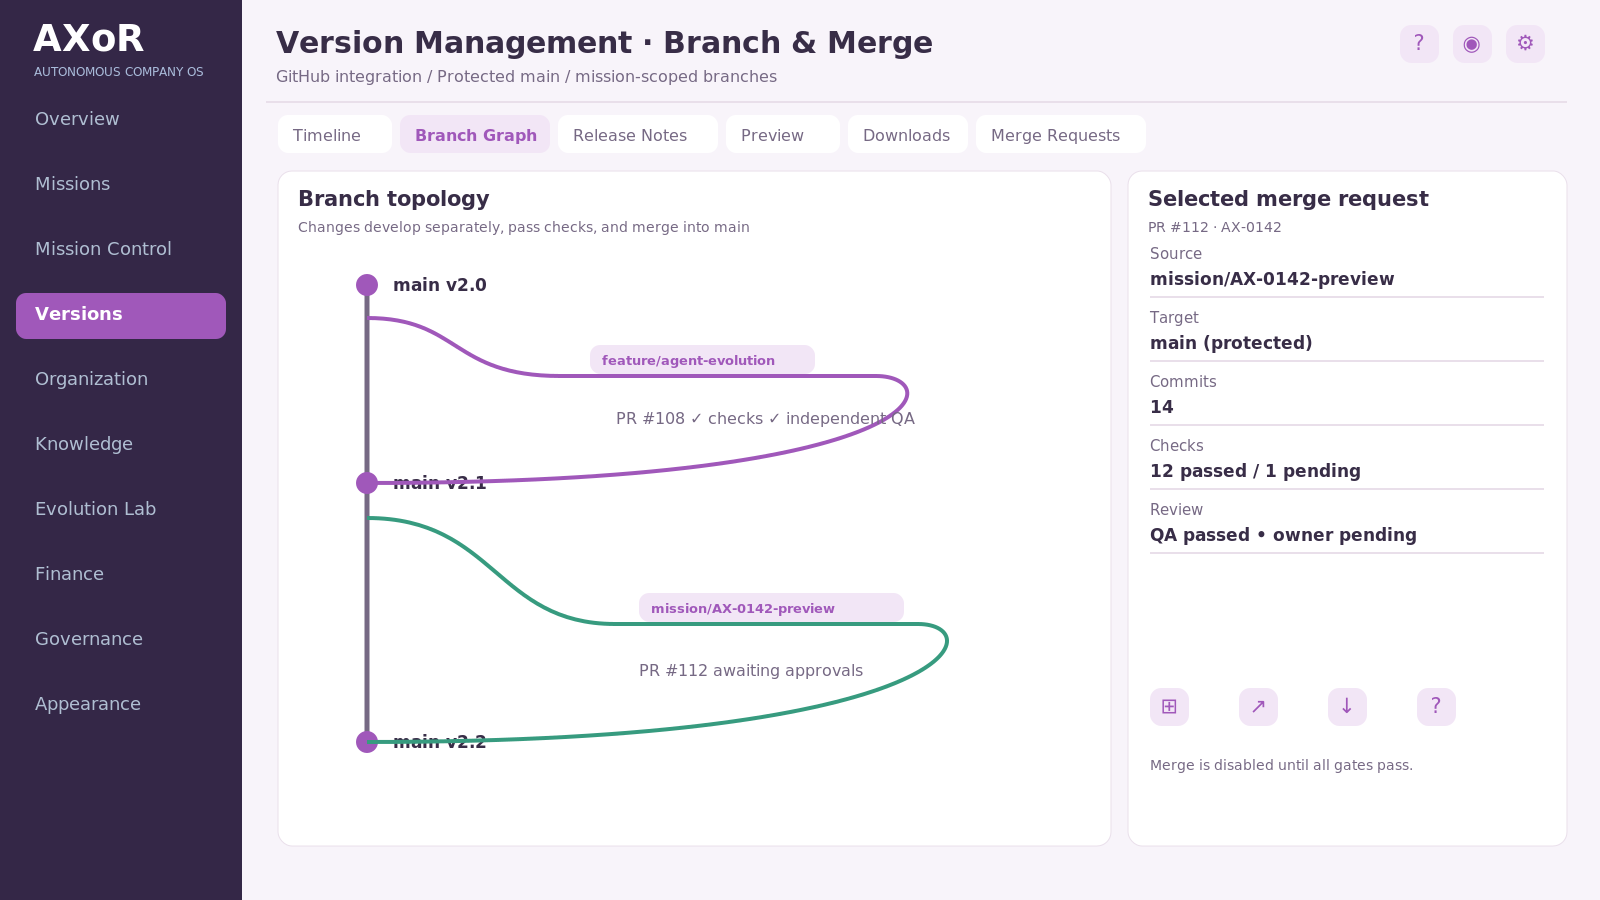 AXoR
AUTONOMOUS COMPANY OS
Overview
Missions
Mission Control
Versions
Organization
Knowledge
Evolution Lab
Finance
Governance
Appearance
Version Management · Branch & Merge
GitHub integration / Protected main / mission-scoped branches
?
Timeline
Branch Graph
Release Notes
Preview
Downloads
Merge Requests
Branch topology
Changes develop separately, pass checks, and merge into main
main v2.0
feature/agent-evolution
PR #108 ✓ checks ✓ independent QA
main v2.1
mission/AX-0142-preview
PR #112 awaiting approvals
main v2.2
Selected merge request
PR #112 · AX-0142
Source
mission/AX-0142-preview
Target
main (protected)
Commits
14
Checks
12 passed / 1 pending
Review
QA passed • owner pending
?
Merge is disabled until all gates pass.